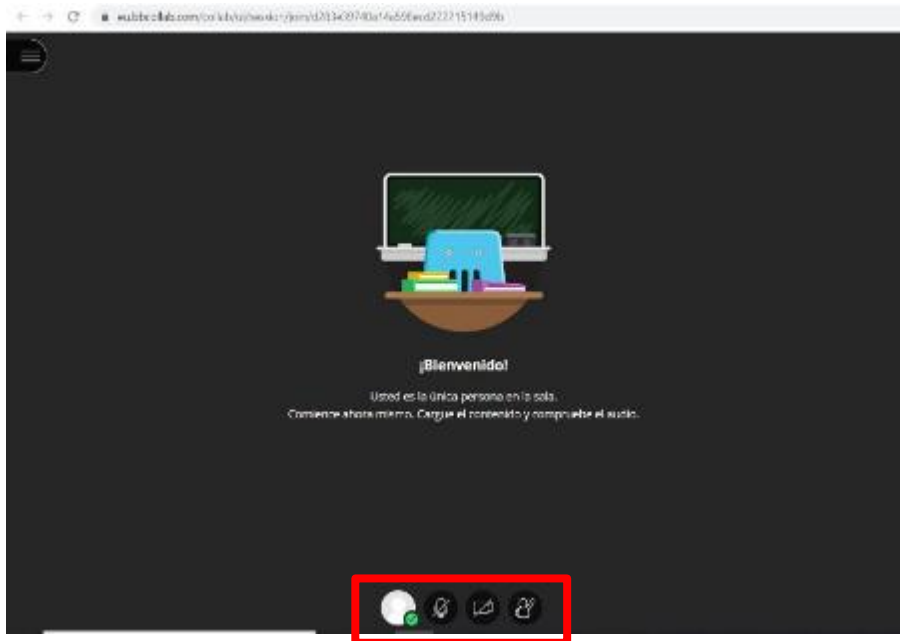 ¡Bienvenido!
Usted es la única persona en la sala.
Comience ahora mismo. Cargue el contenido y compruebe el audio.